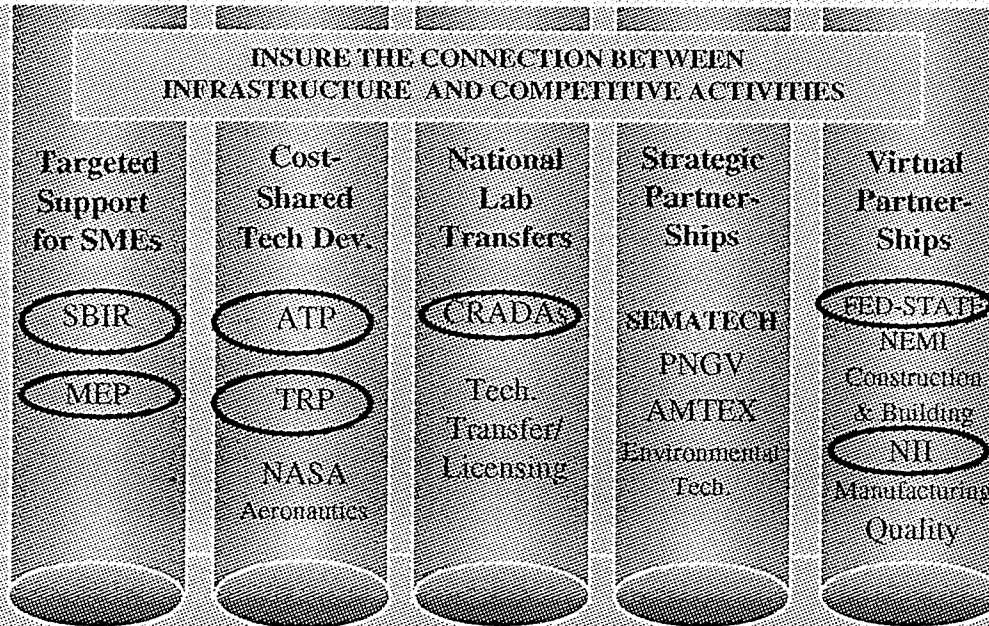 INSURE THE CONNECTION BETWEEN
INFRASTRUCTURE AND COMPETITIVE ACTIVITIES
Targeted
Support
for SMEs
SBIR
MEP
Cost-
Shared
Tech Dev.
ATP
TRP
NASA
Aeronautics
National
Lab
Transfers
CRADAs
Tech.
Transfer/
Licensing
Strategic
Partner-
Ships
SEMATECH
PNGV
AMTEX
Environmental
Tech.
Virtual
Partner-
Ships
FED-STATE
NEMI
Construction
& Building
NII
Manufacturing
Quality